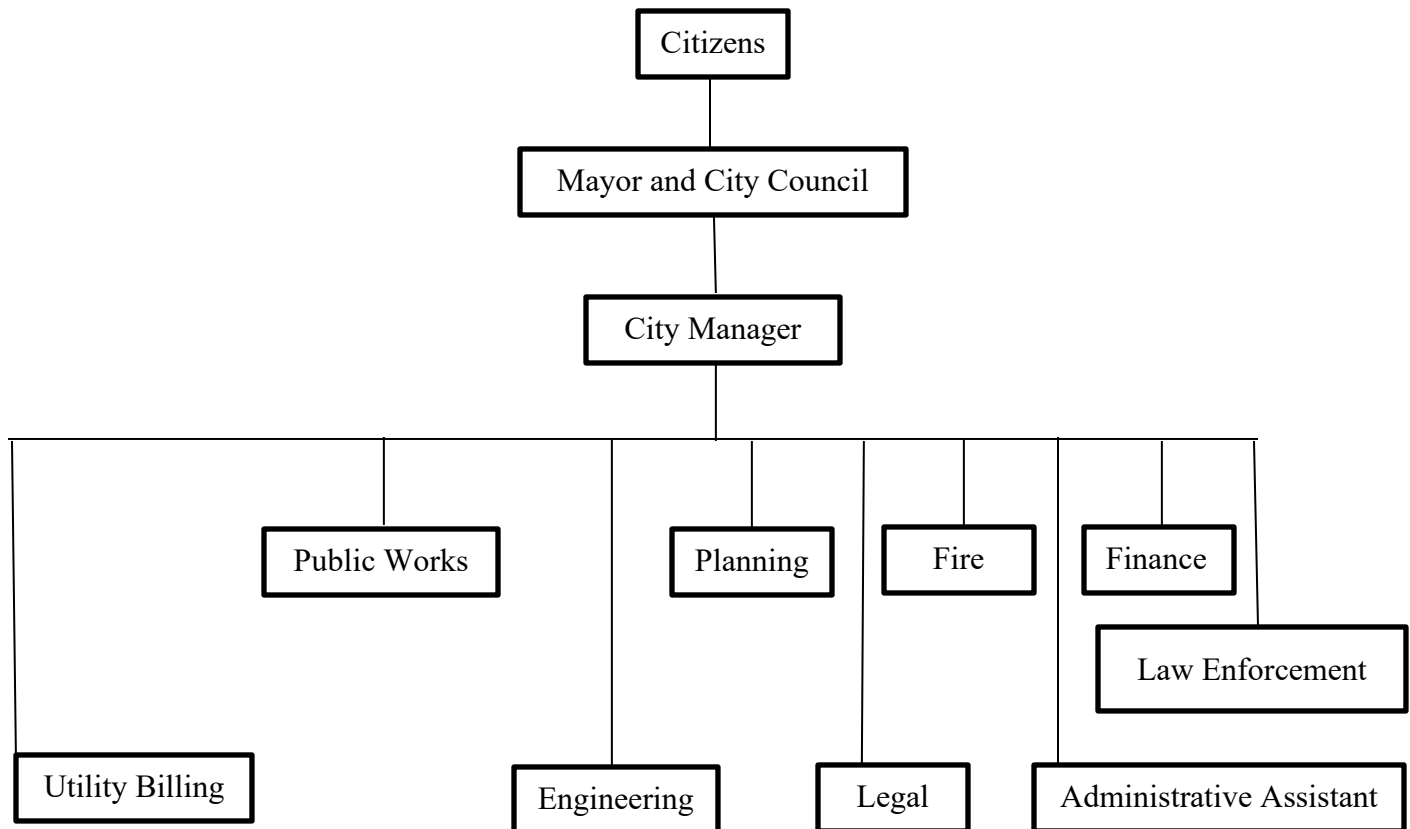 Citizens
Mayor and City Council
City Manager
Public Works
Planning
Fire
Finance
Law Enforcement
Utility Billing
Engineering
Legal
Administrative Assistant